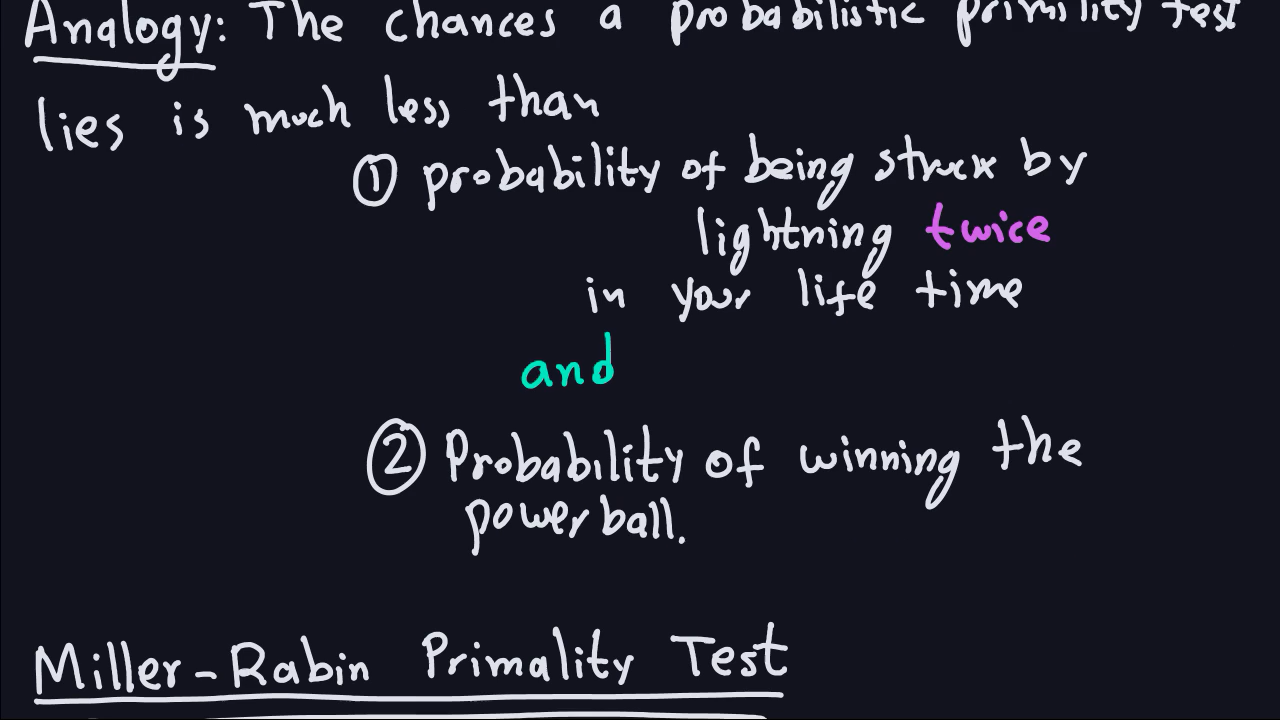 Analogy: The chances a probabilistic primility test
lies is much less than
① probability of being struck by
lightning twice
in your life time
and
② Probability of winning the
powerball.
Miller-Rabin Primality Test